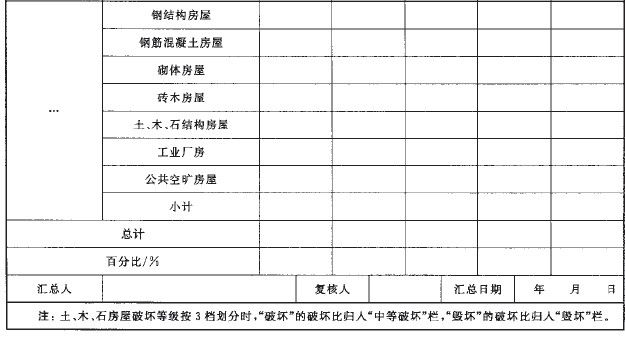 钢结构房屋
钢筋混凝土房屋
砌体房屋
…
砖木房屋
土、木、石结构房屋
工业厂房
公共空旷房屋
小计
总计
百分比/%
汇总人 复核人 汇总日期 年 月 日
注：土、木、石房屋破坏等级按3档划分时，“破坏”的破坏比归入“中等破坏”栏，“毁坏”的破坏比归入“毁坏”栏。